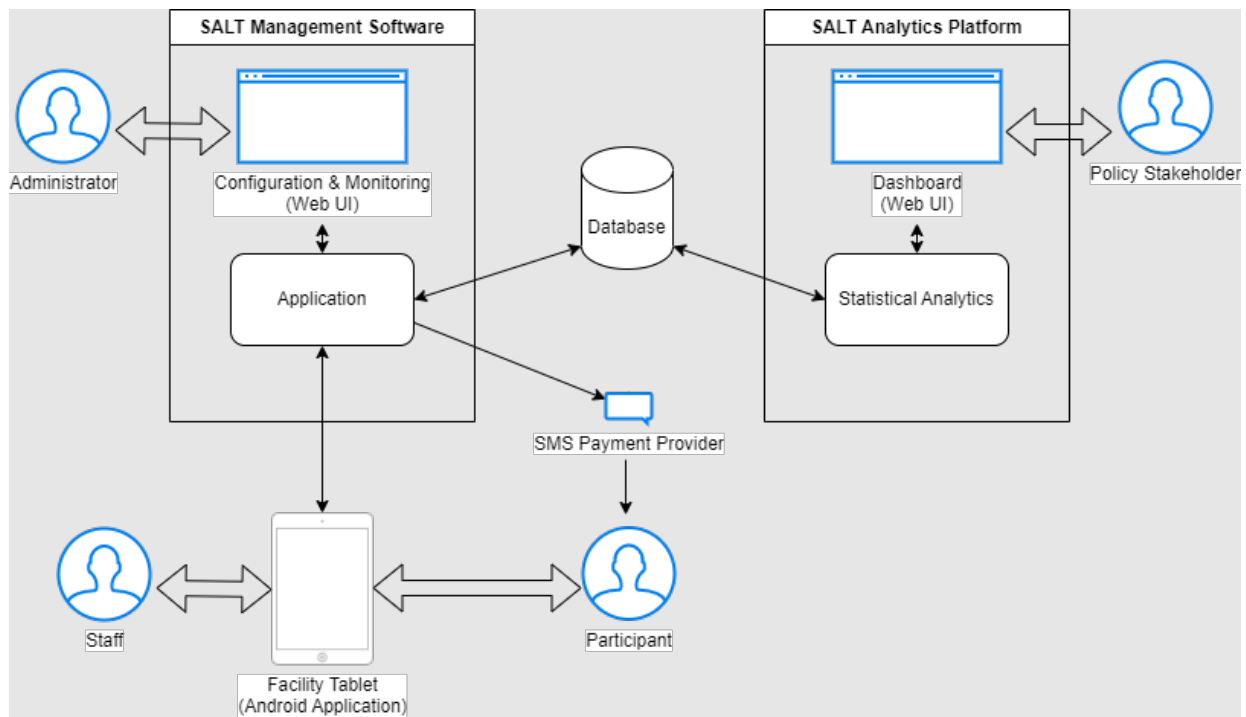 SALT Management Software
SALT Analytics Platform
Administrator
Configuration & Monitoring
(Web UI)
Database
Dashboard
(Web UI)
Policy Stakeholder
Application
Statistical Analytics
SMS Payment Provider
Staff
Participant
Facility Tablet
(Android Application)